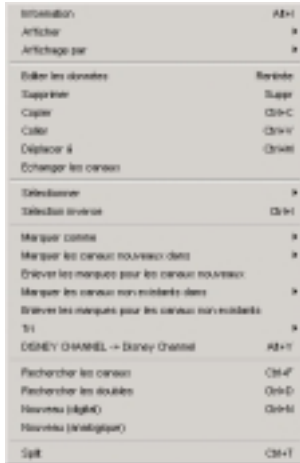 Information Alt+I
Afficher
Affichage par
Editer les données Rentrée
Supprimer Suppr
Copier Ctrl+C
Coller Ctrl+V
Déplacer à Ctrl+M
Echanger les canaux
Sélectionner
Sélection inverse Ctrl+I
Marquer comme
Marquer les canaux nouveaux dans
Enlever les marques pour les canaux nouveaux
Marquer les canaux non existants dans
Enlever les marques pour les canaux non existants
Tri
DISNEY CHANNEL -> Disney Channel Alt+Y
Rechercher les canaux Ctrl+F
Rechercher les doubles Ctrl+D
Nouveau (digital) Ctrl+N
Nouveau (analogique)
Split Ctrl+T